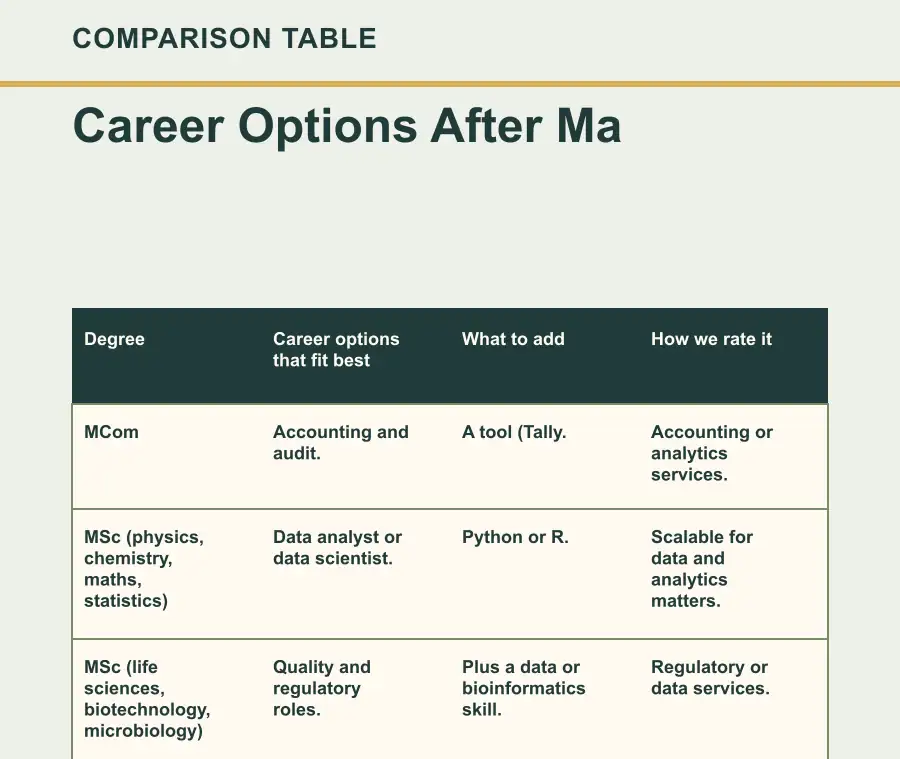 COMPARISON TABLE
Career Options After Ma
Degree
Career options
that fit best
What to add
How we rate it
MCom
Accounting and
audit.
A tool (Tally.
Accounting or
analytics
services.
MSc (physics,
chemistry,
maths,
statistics)
Data analyst or
data scientist.
Python or R.
Scalable for
data and
analytics
matters.
MSc (life
sciences,
biotechnology,
microbiology)
Quality and
regulatory
roles.
Plus a data or
bioinformatics
skill.
Regulatory or
data services.